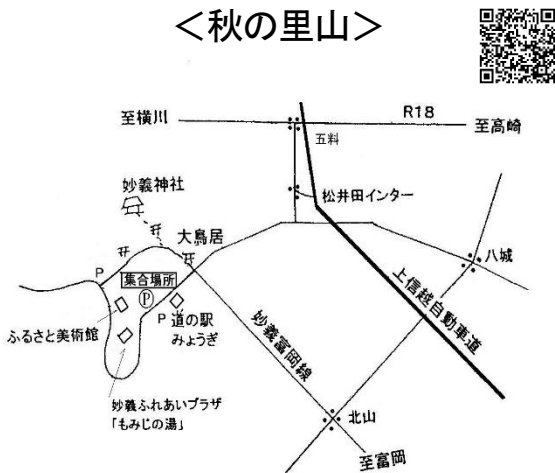 <秋の里山>
至横川
R18
至高崎
五料
松井田インター
妙義神社
大鳥居
八城
P
集合場所
P
P 道の駅
みょうぎ
ふるさと美術館
上信越自動車道
妙義富岡線
妙義ふれあいプラザ
「もみじの湯」
北山
至富岡